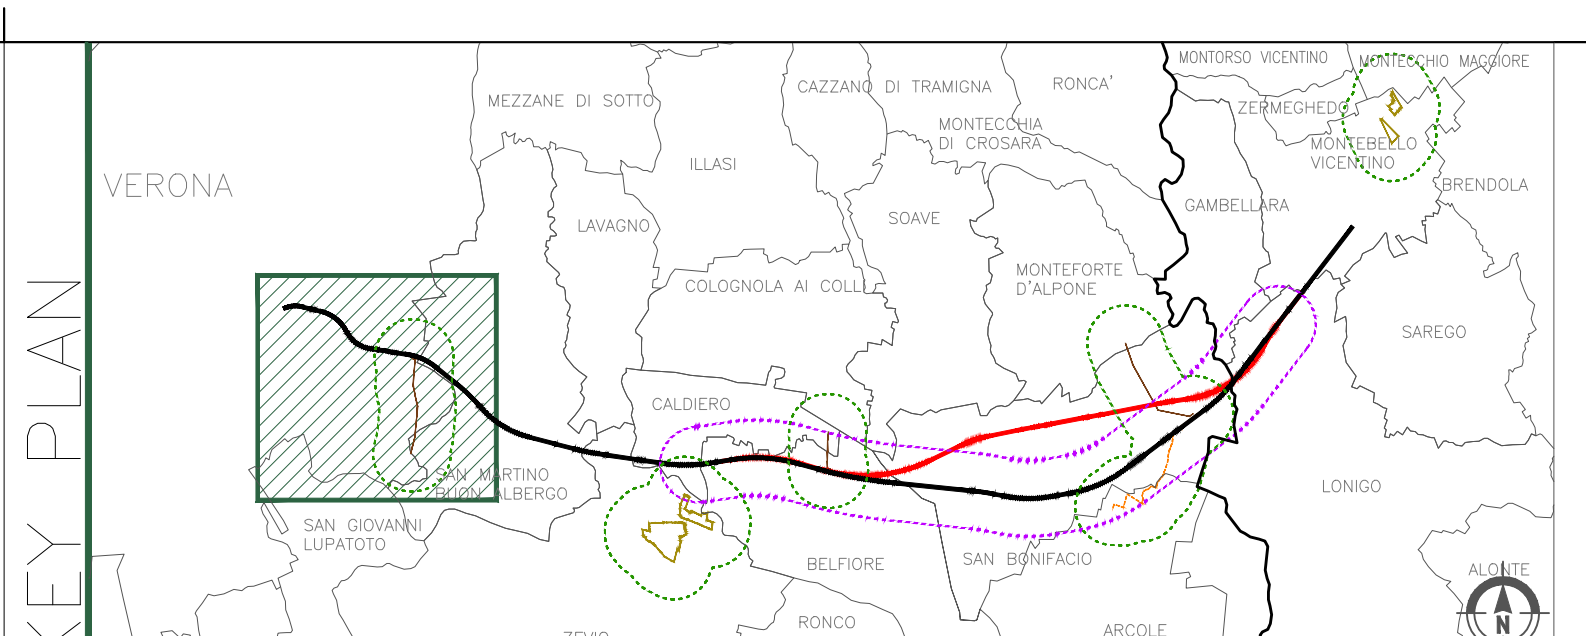 MONTORSO VICENTINO
MONTECCHIO MAGGIORE
MEZZANE DI SOTTO
CAZZANO DI TRAMIGNA
RONCA'
ZERMEGHEDO
MONTECCHIA
DI CROSARA
MONTEBELLO
VICENTINO
ILLASI
VERONA
BRENDOLA
LAVAGNO
SOAVE
GAMBELLARA
MONTEFORTE
D'ALPONE
COLOGNOLA AI COLLI
SAREGO
KEY PLAN
CALDIERO
SAN MARTINO
BUON ALBERGO
LONIGO
SAN GIOVANNI
LUPATOTO
BELFIORE
SAN BONIFACIO
ALONTE
RONCO
ARCOLE
ZEVIO
N